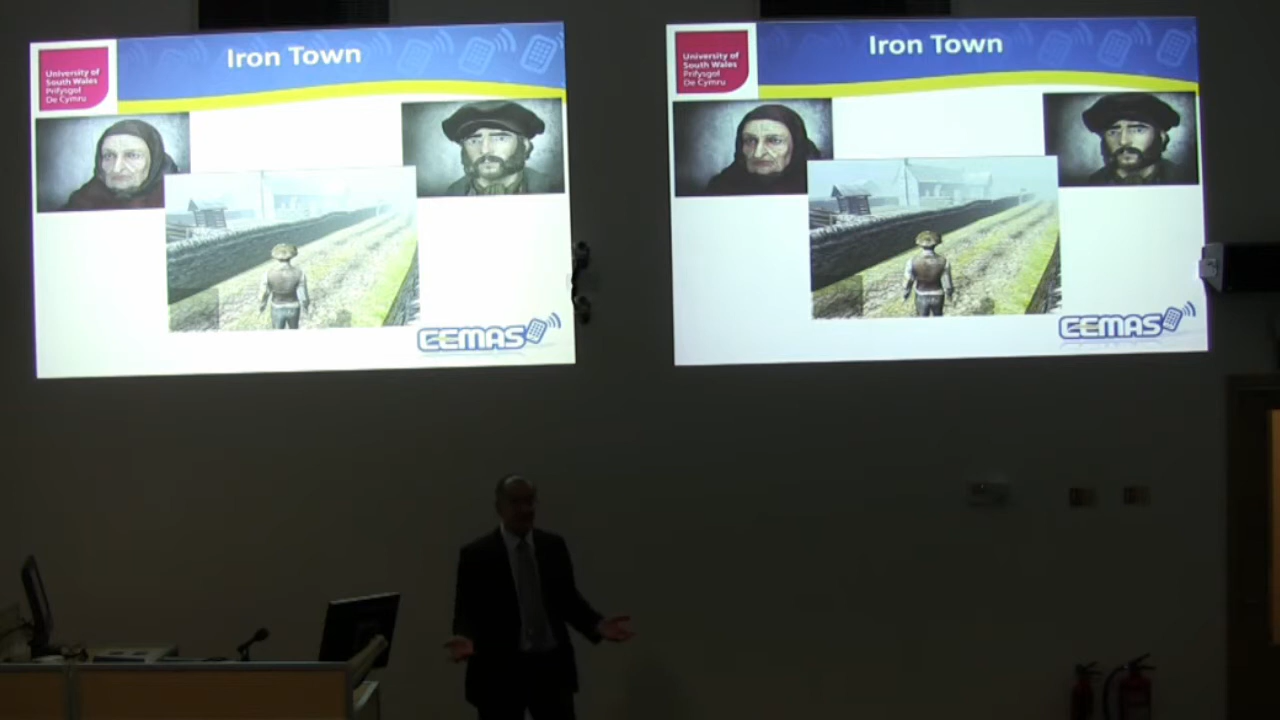 Iron Town
University of
South Wales
Prifysgol
De Cymru
CEMAS
Iron Town
University of
South Wales
Prifysgol
De Cymru
CEMAS